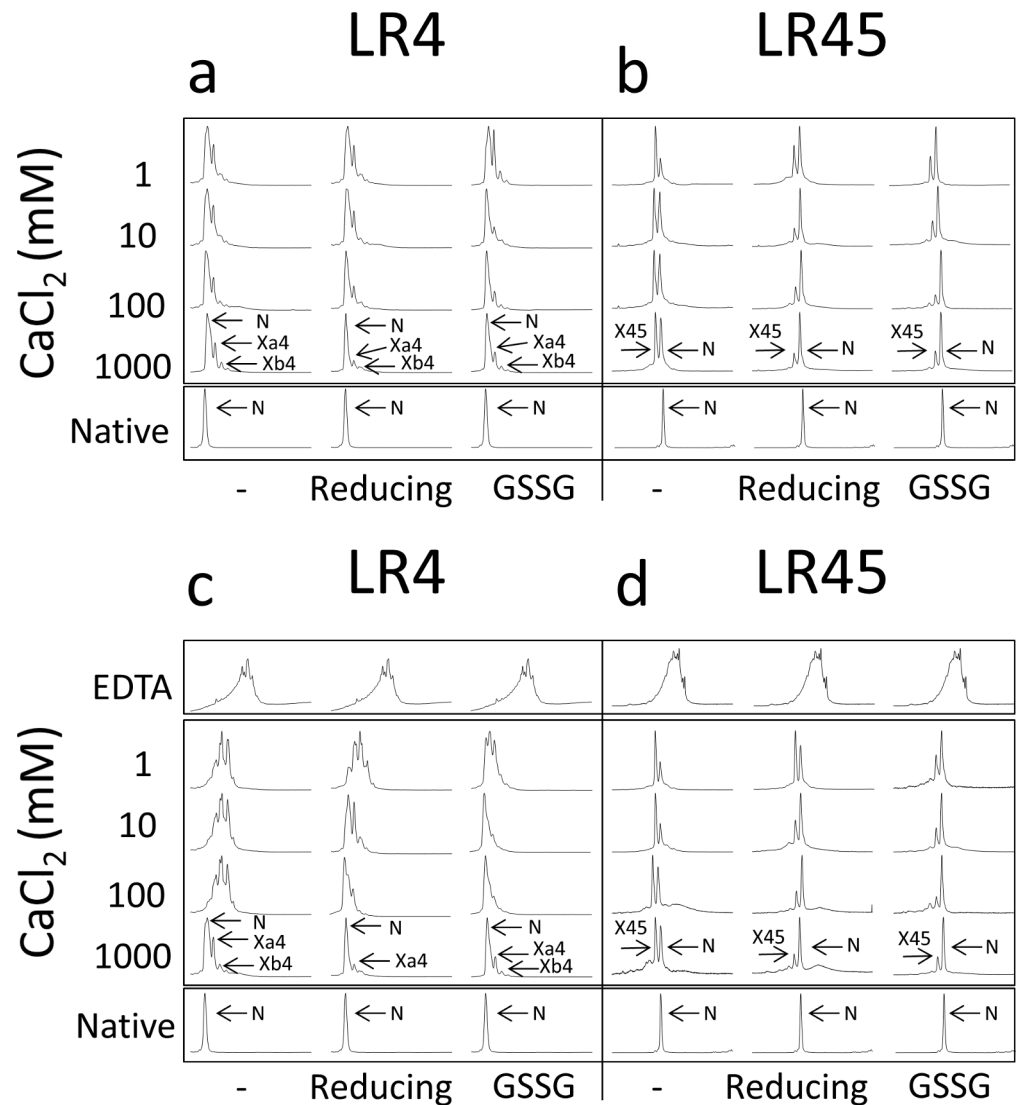 LR4 LR45
a b
CaCl2 (mM)
1
10
100
1000
N N N
Xa4 Xa4 Xa4
Xb4 Xb4 Xb4
X45 N X45 N X45 N
Native
N N N N N N
- Reducing GSSG - Reducing GSSG
LR4 LR45
c d
EDTA
CaCl2 (mM)
1
10
100
1000
N N N
Xa4 Xa4 Xa4
Xb4 Xb4
X45 N X45 N X45 N
Native
N N N N N N
- Reducing GSSG - Reducing GSSG